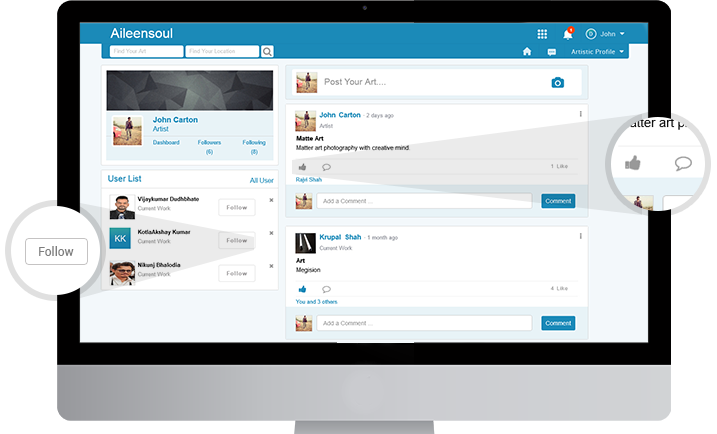 Aileensoul
John
Find Your Art
Find Your Location
Artistic Profile
John Carton
Artist
Dashboard
Followers
(6)
Following
(8)
User List
All User
Vijaykumar Dudhbhate
Current Work
Follow
KK
KotlaAkshay Kumar
Current Work
Follow
Nikunj Bhalodia
Current Work
Follow
Follow
Post Your Art....
John Carton · 2 days ago
Artist
Matte Art
Matter art photography with creative mind.
1 Like
Rajol Shah
Add a Comment ...
Comment
atter art p
Krupal Shah · 1 month ago
Current Work
Art
Megision
4 Like
You and 3 others
Add a Comment ...
Comment